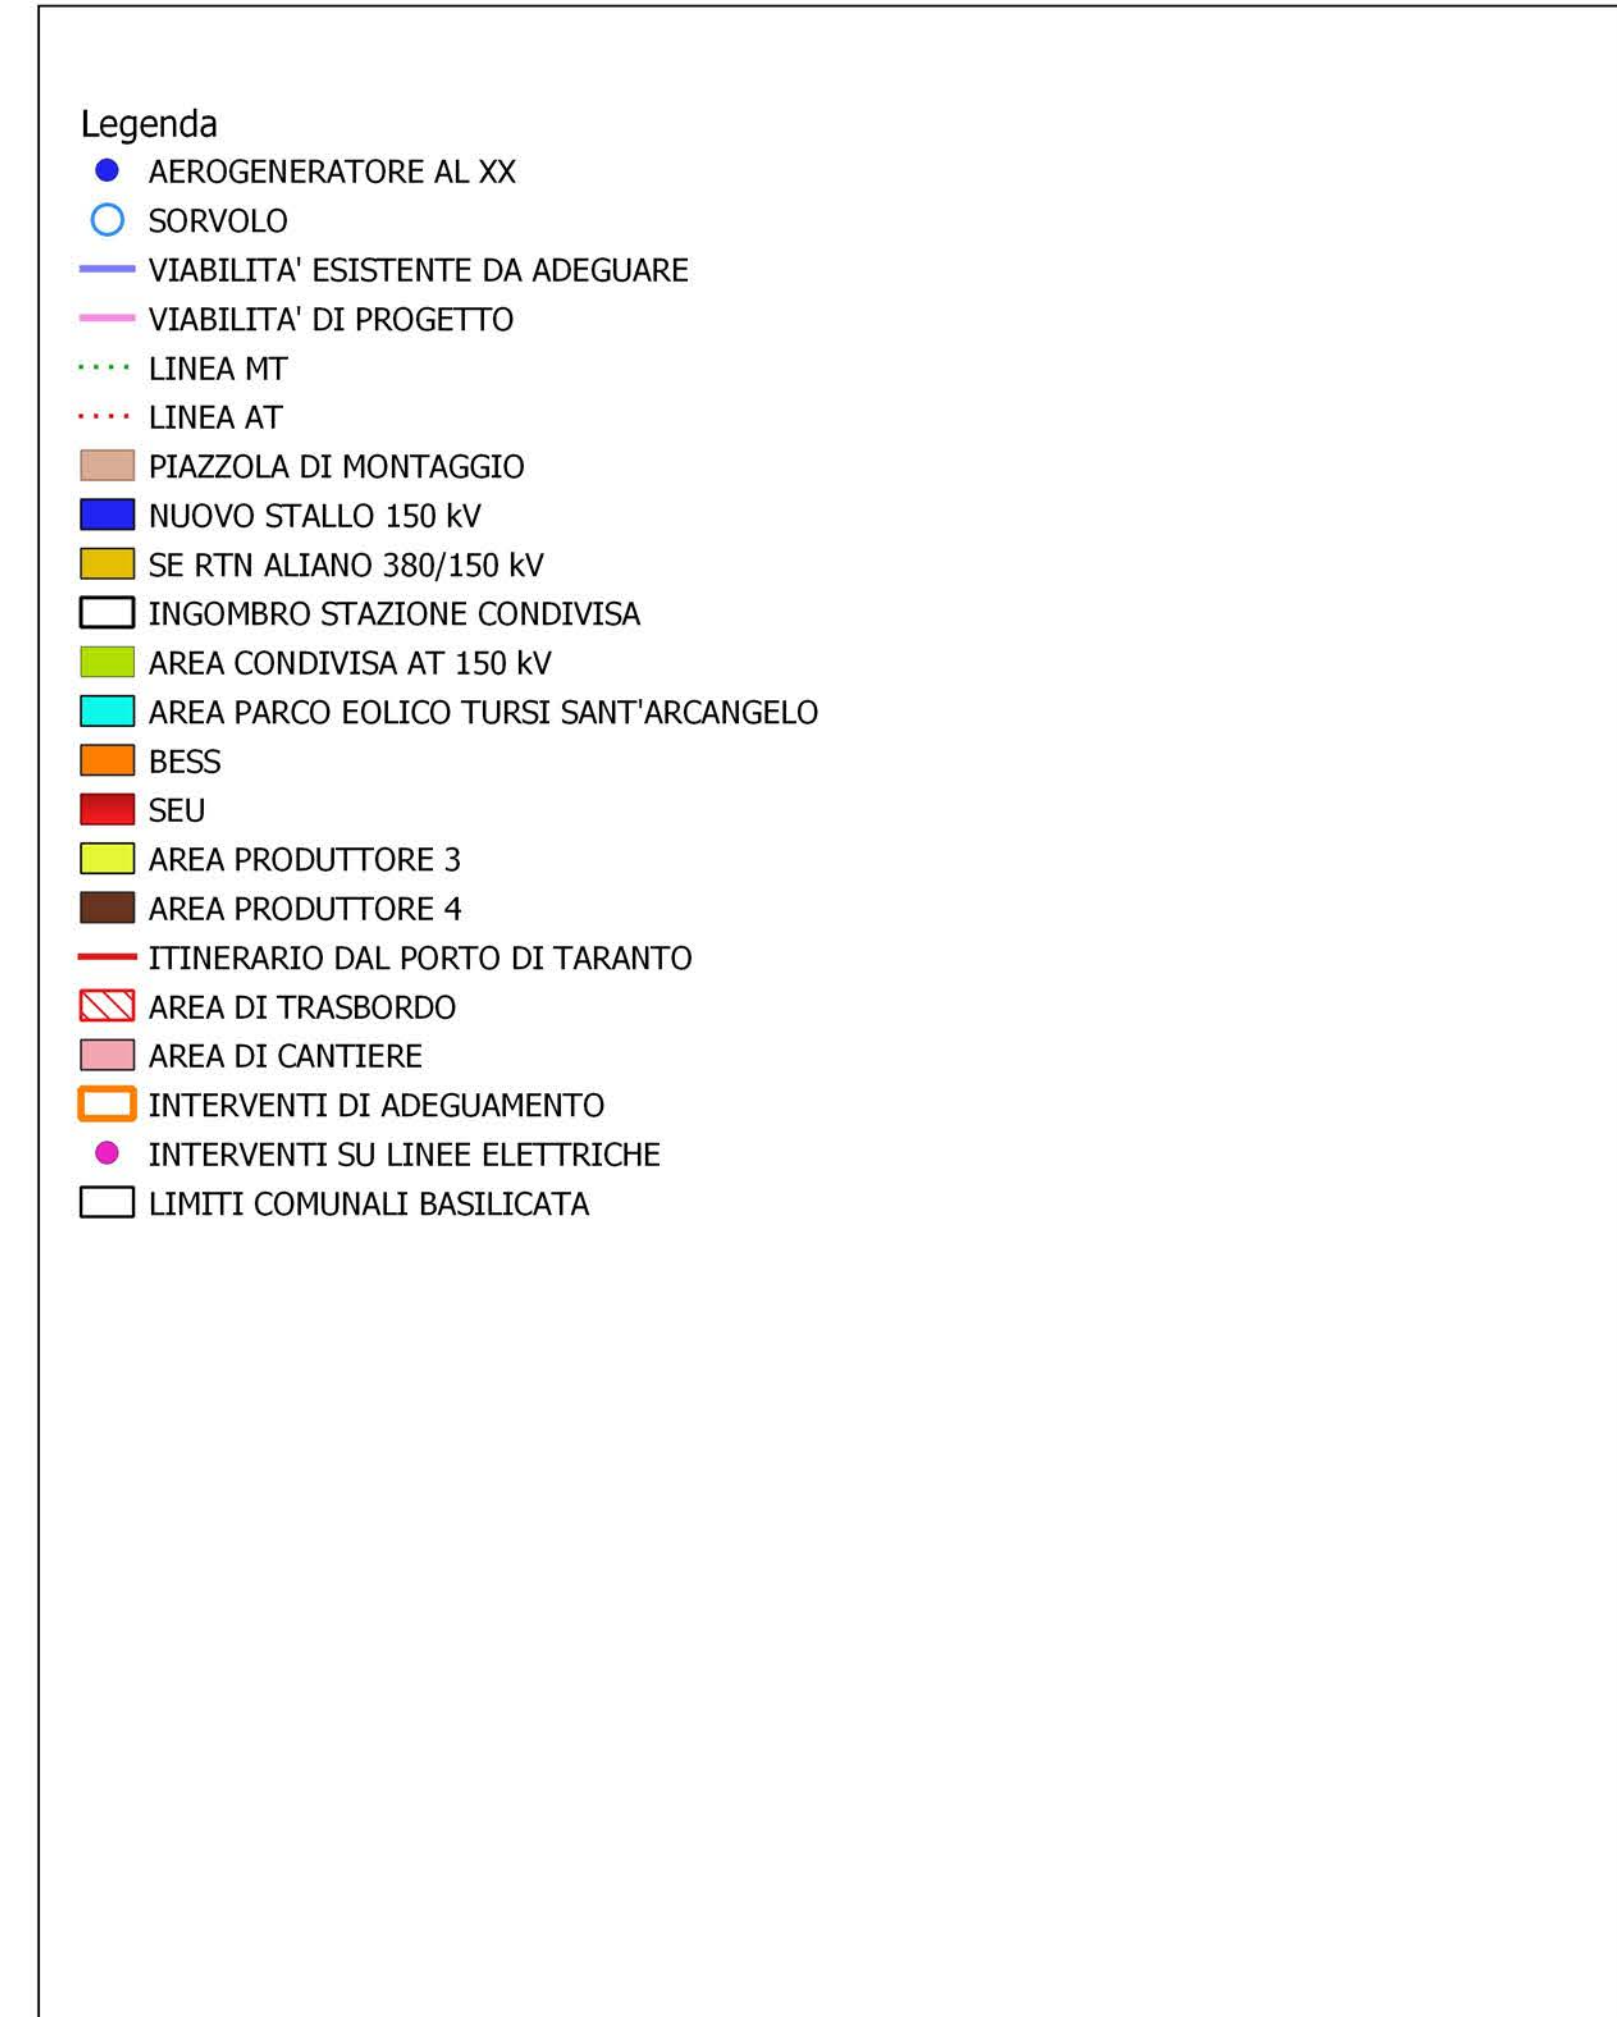 Legenda
AEROGENERATORE AL XX
SORVOLO
VIABILITA' ESISTENTE DA ADEGUARE
VIABILITA' DI PROGETTO
LINEA MT
LINEA AT
PIAZZOLA DI MONTAGGIO
NUOVO STALLO 150 kV
SE RTN ALIANO 380/150 kV
INGOMBRO STAZIONE CONDIVISA
AREA CONDIVISA AT 150 kV
AREA PARCO EOLICO TURSI SANT'ARCANGELO
BESS
SEU
AREA PRODUTTORE 3
AREA PRODUTTORE 4
ITINERARIO DAL PORTO DI TARANTO
AREA DI TRASBORDO
AREA DI CANTIERE
INTERVENTI DI ADEGUAMENTO
INTERVENTI SU LINEE ELETTRICHE
LIMITI COMUNALI BASILICATA